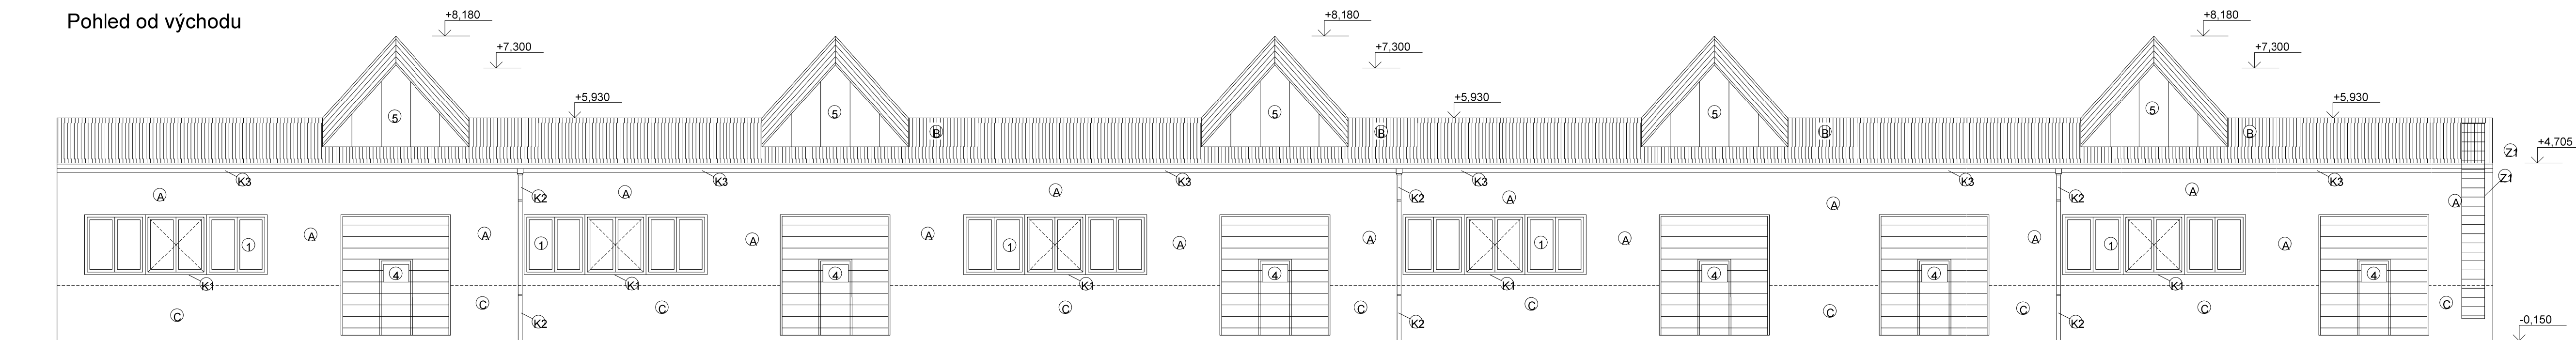 Pohled od východu
+8,180 +8,180 +8,180
+7,300 +7,300 +7,300
+5,930 +5,930 +5,930
5 5 5 5 5
B B B B
+4,705
Z1
K3 K3 K3 K3 K3 K3 Z1
A K2 A A K2 A A K2 A A
1 A A 1 A A 1 A A 1 A A 1 A
4 4 4 4 4 4
K1 K1 K1 K1 K1
C C C C C C C C C C
K2 K2 K2
-0,150